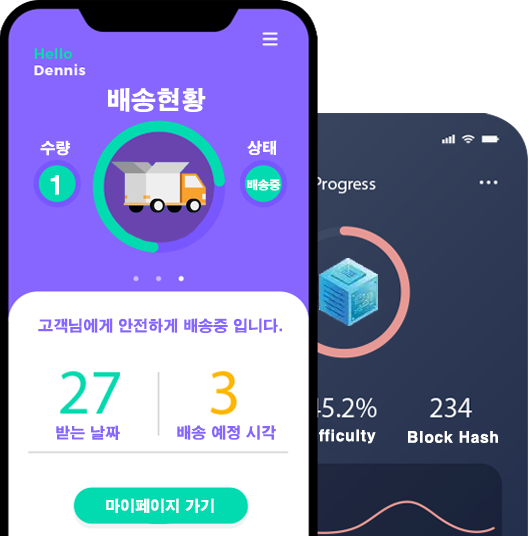 Hello
Dennis
배송현황
수량
1
상태
배송중
고객님에게 안전하게 배송중 입니다.
27
받는 날짜
3
배송 예정 시각
마이페이지 가기
Progress
45.2%
234
Block Hash